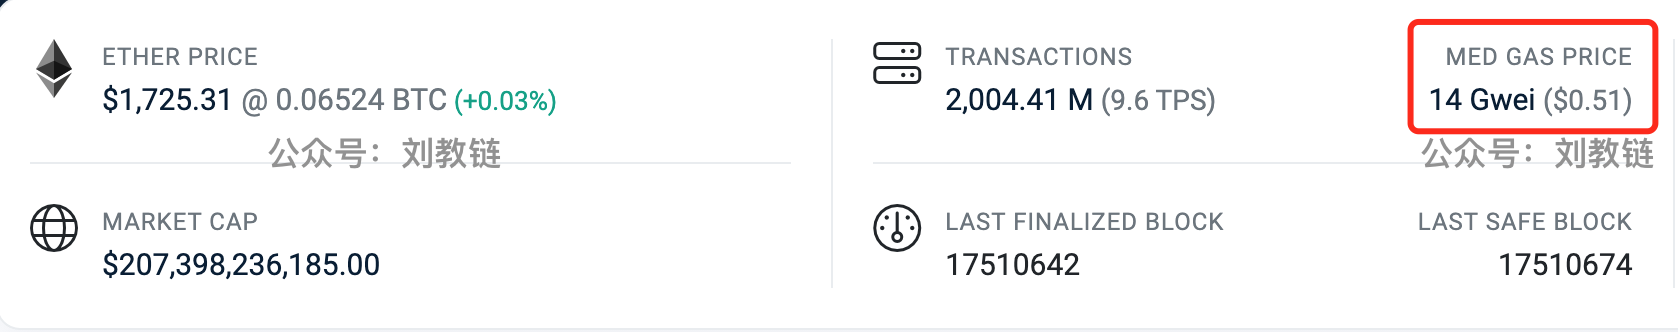 ETHER PRICE
$1,725.31 @ 0.06524 BTC (+0.03%)
公众号：刘教链
MARKET CAP
$207,398,236,185.00
TRANSACTIONS
2,004.41 M (9.6 TPS)
MED GAS PRICE
14 Gwei ($0.51)
公众号：刘教链
LAST FINALIZED BLOCK
17510642
LAST SAFE BLOCK
17510674